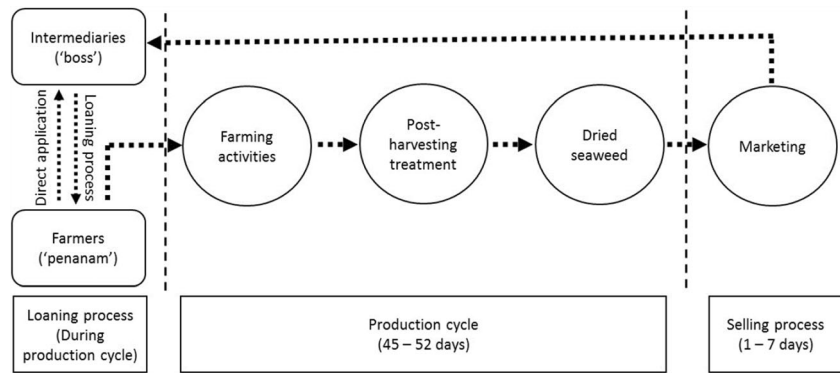 Intermediaries
('boss')
Direct application
Loaning process
Farmers
('penanam')
Farming
activities
Post-
harvesting
treatment
Dried
seaweed
Marketing
Loaning process
(During
production cycle)
Production cycle
(45 – 52 days)
Selling process
(1 – 7 days)